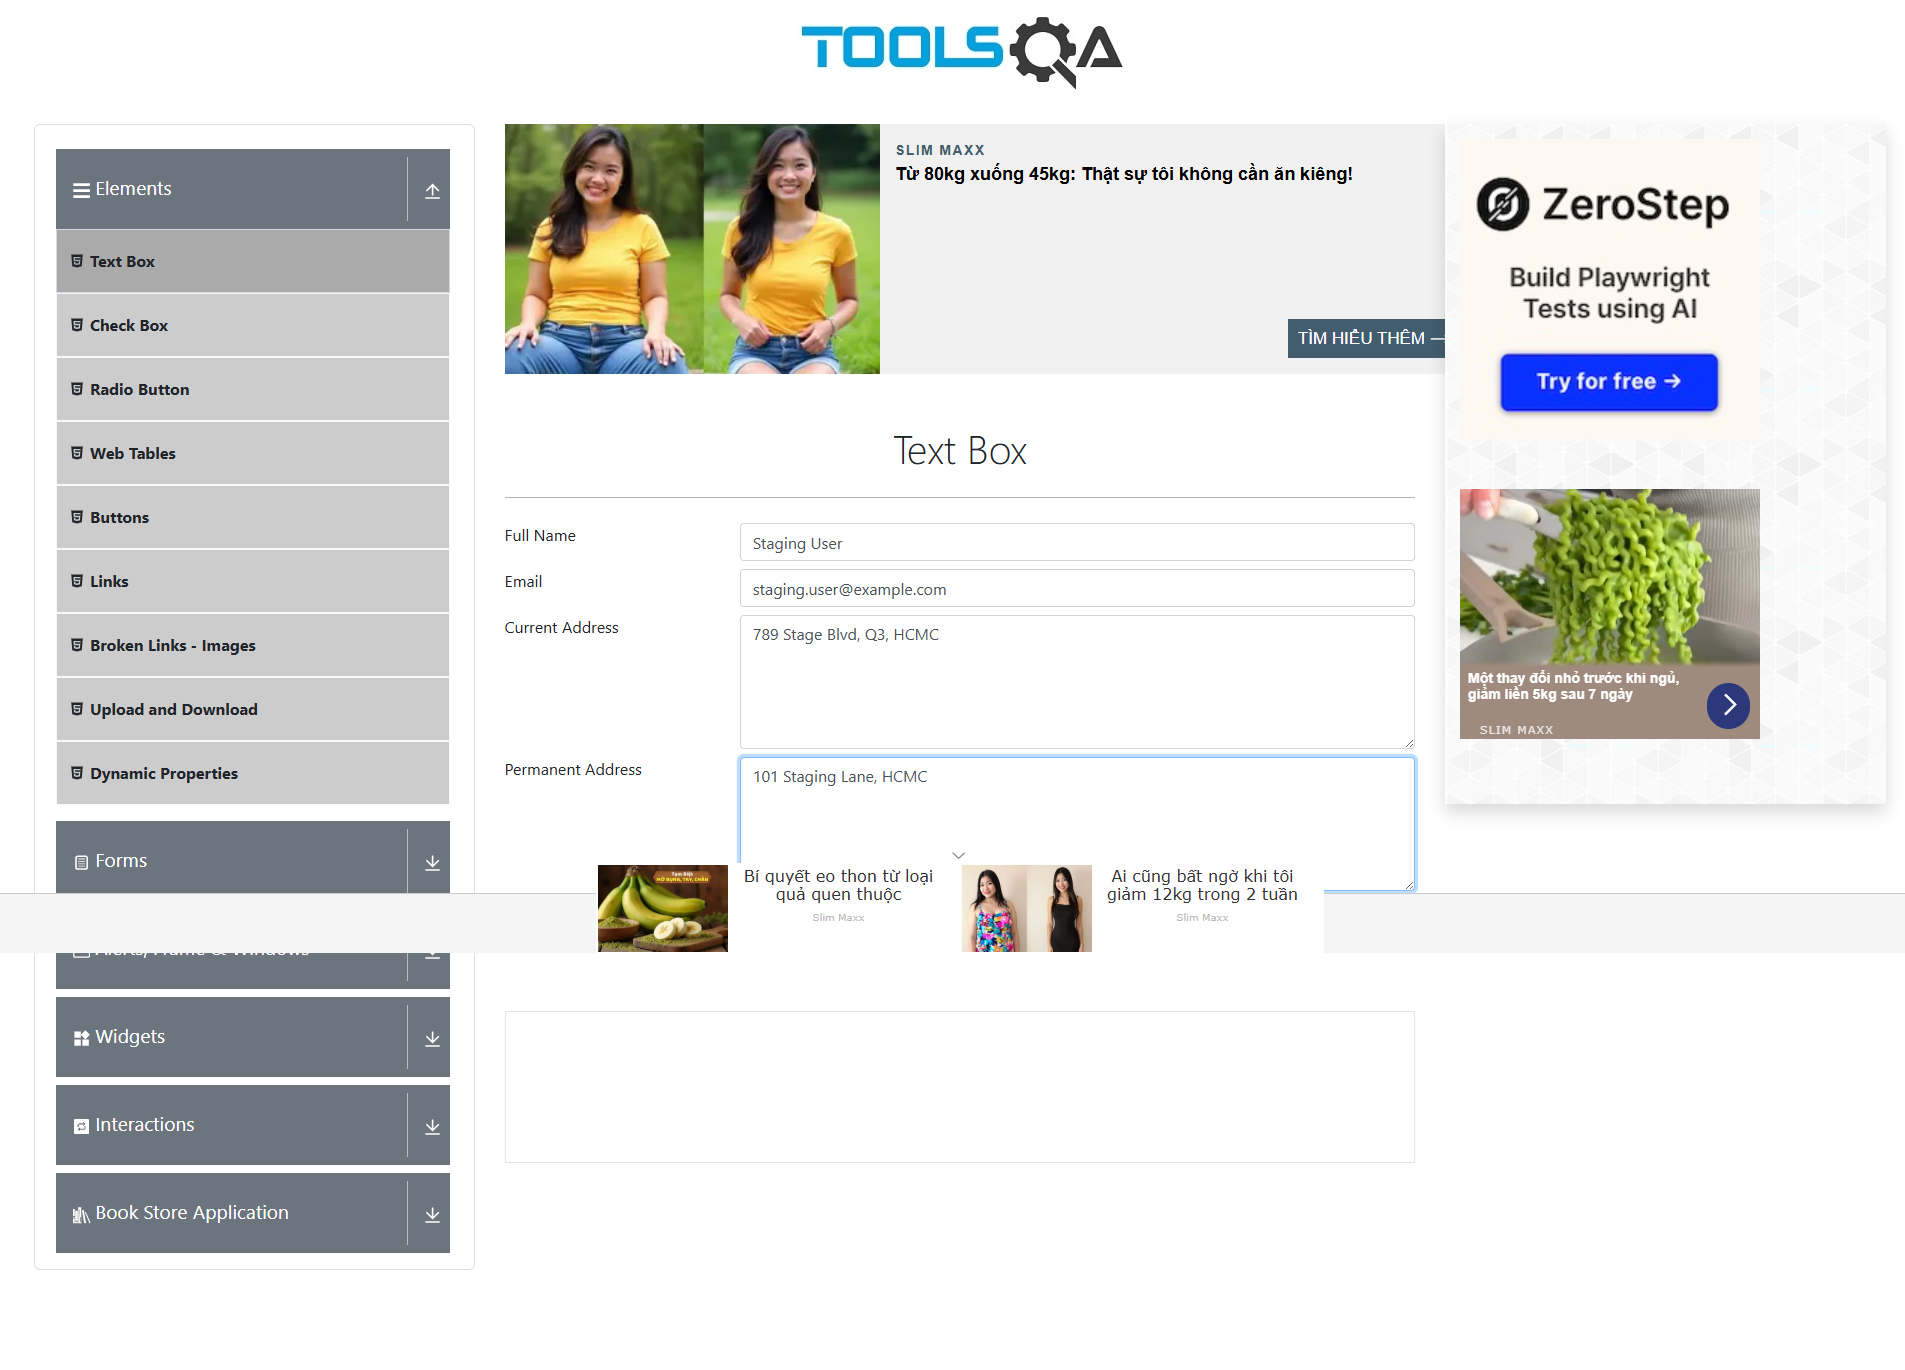 TOOLSQA
Elements
Text Box
Check Box
Radio Button
Web Tables
Buttons
Links
Broken Links - Images
Upload and Download
Dynamic Properties
Forms
Alerts, Frame & Windows
Widgets
Interactions
Book Store Application
SLIM MAXX
Từ 80kg xuống 45kg: Thật sự tôi không cần ăn kiêng!
TÌM HIỂU THÊM
Text Box
Full Name
Staging User
Email
staging.user@example.com
Current Address
789 Stage Blvd, Q3, HCMC
Permanent Address
101 Staging Lane, HCMC
Bí quyết eo thon từ loại
quả quen thuộc
Slim Maxx
Ai cũng bất ngờ khi tôi
giảm 12kg trong 2 tuần
Slim Maxx
ZeroStep
Build Playwright
Tests using AI
Try for free →
Một thay đổi nhỏ trước khi ngủ,
giảm liền 5kg sau 7 ngày
SLIM MAXX